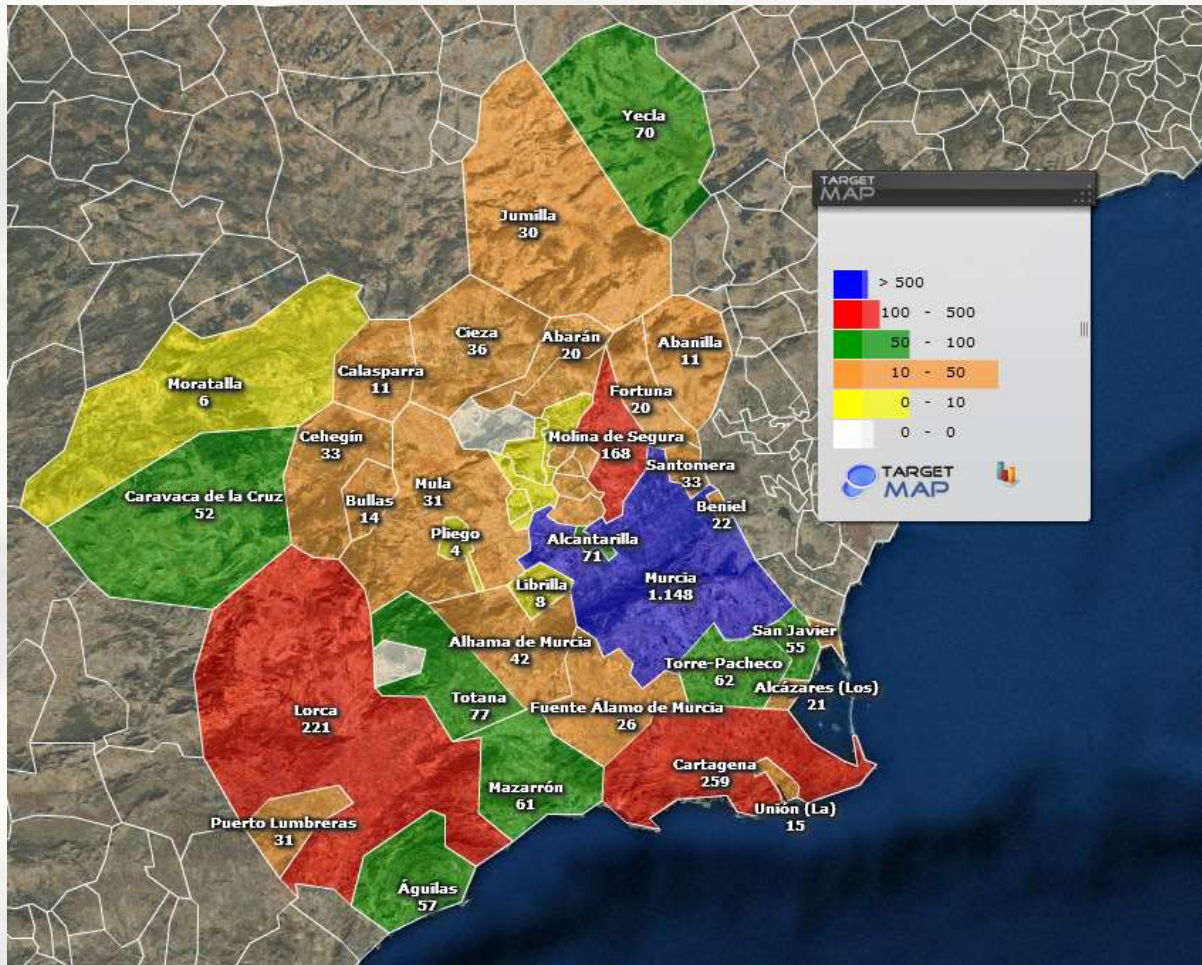 Yecla
70
TARGET
MAP
Jumilla
30
> 500
100 - 500
50 - 100
10 - 50
0 - 10
0 - 0
TARGET
MAP
Cieza
36
Abarán
20
Abanilla
11
Calasparra
11
Moratalla
6
Fortuna
20
Cehegín
33
Molina de Segura
168
Santomera
33
Caravaca de la Cruz
52
Bullas
14
Mula
31
Beniel
22
Pliego
4
Alcantarilla
71
Librilla
8
Murcia
1.148
San Javier
55
Alhama de Murcia
42
Torre-Pacheco
62
Alcázares (Los)
21
Lorca
221
Totana
77
Fuente Álamo de Murcia
26
Cartagena
259
Mazarrón
61
Unión (La)
15
Puerto Lumbreras
31
Águilas
57